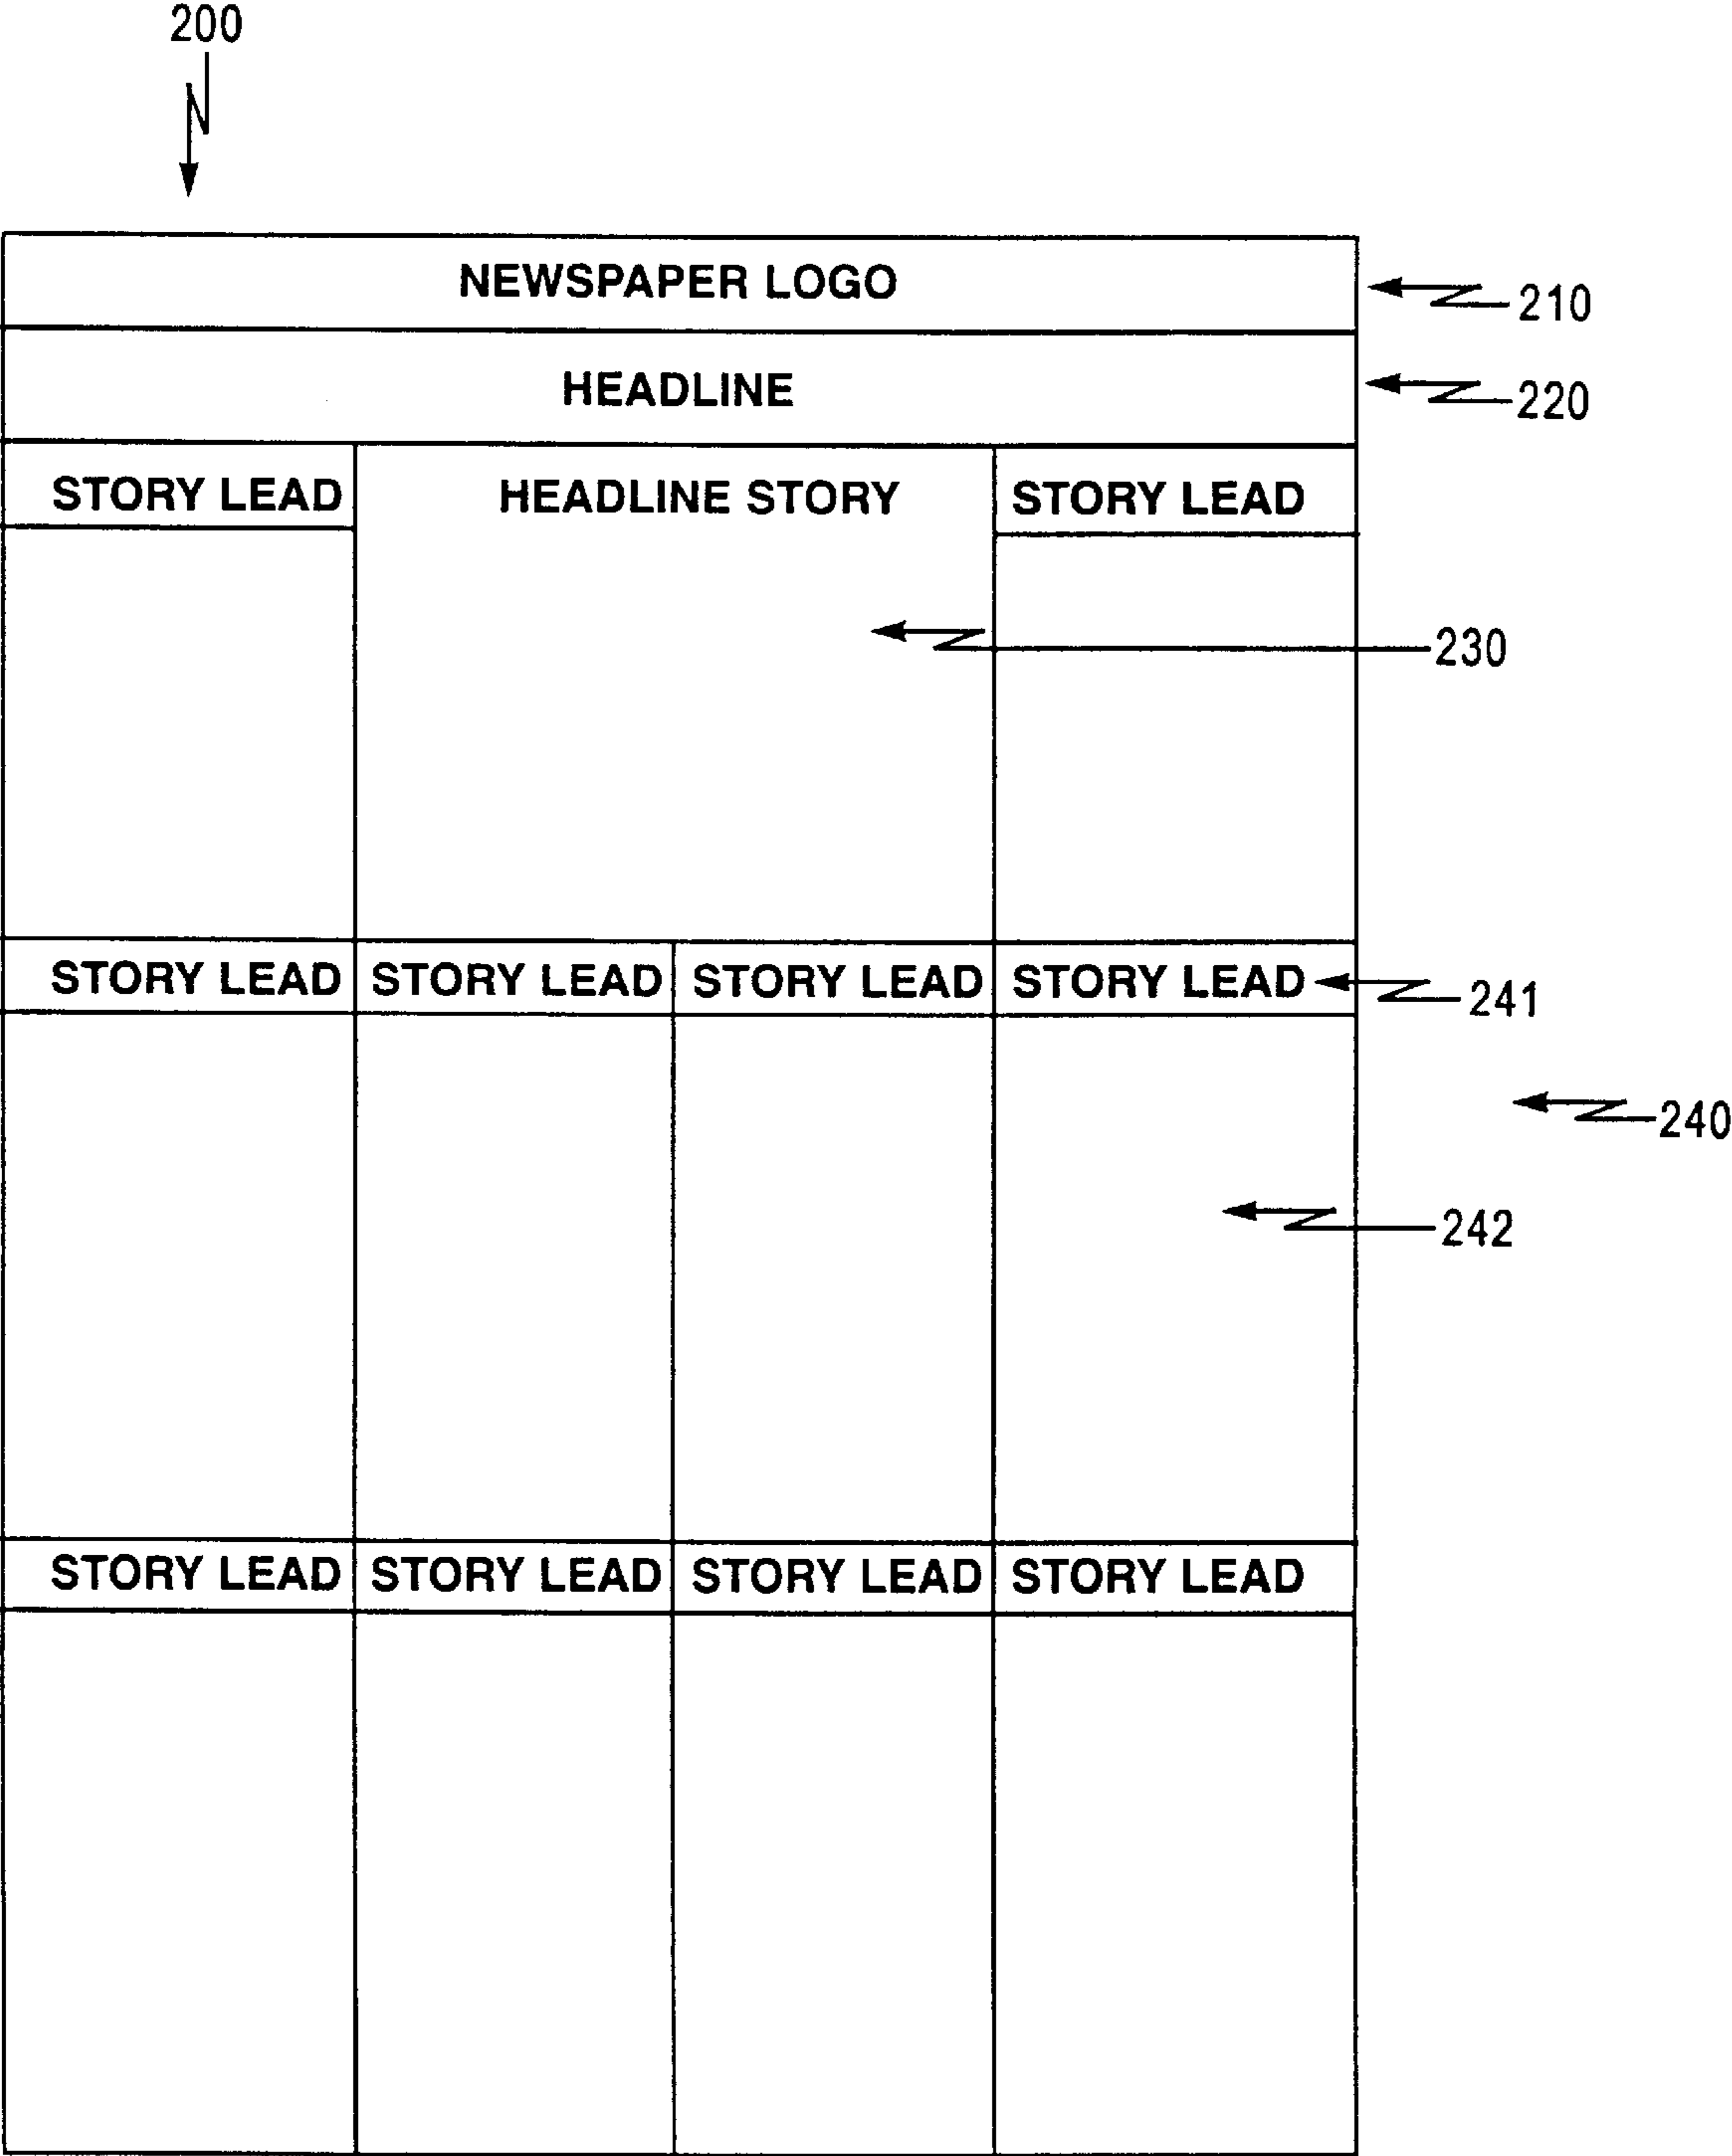 200
NEWSPAPER LOGO
210
HEADLINE
220
STORY LEAD HEADLINE STORY STORY LEAD
230
STORY LEAD STORY LEAD STORY LEAD STORY LEAD
241
240
242
STORY LEAD STORY LEAD STORY LEAD STORY LEAD